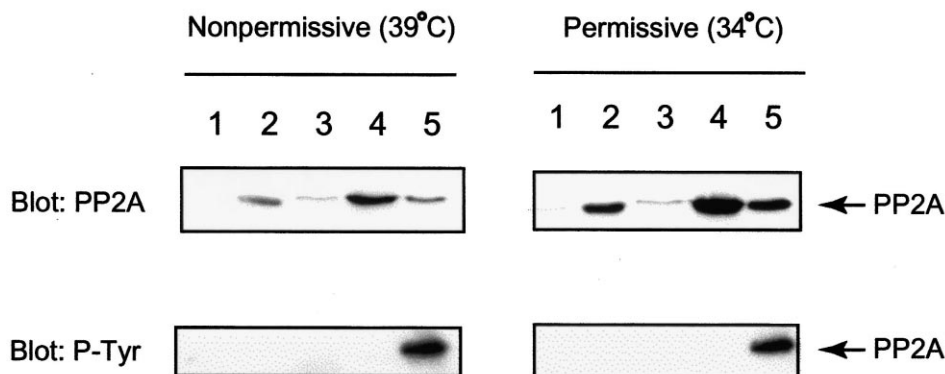 Nonpermissive (39°C) Permissive (34°C)
1 2 3 4 5 1 2 3 4 5
Blot: PP2A PP2A
Blot: P-Tyr PP2A